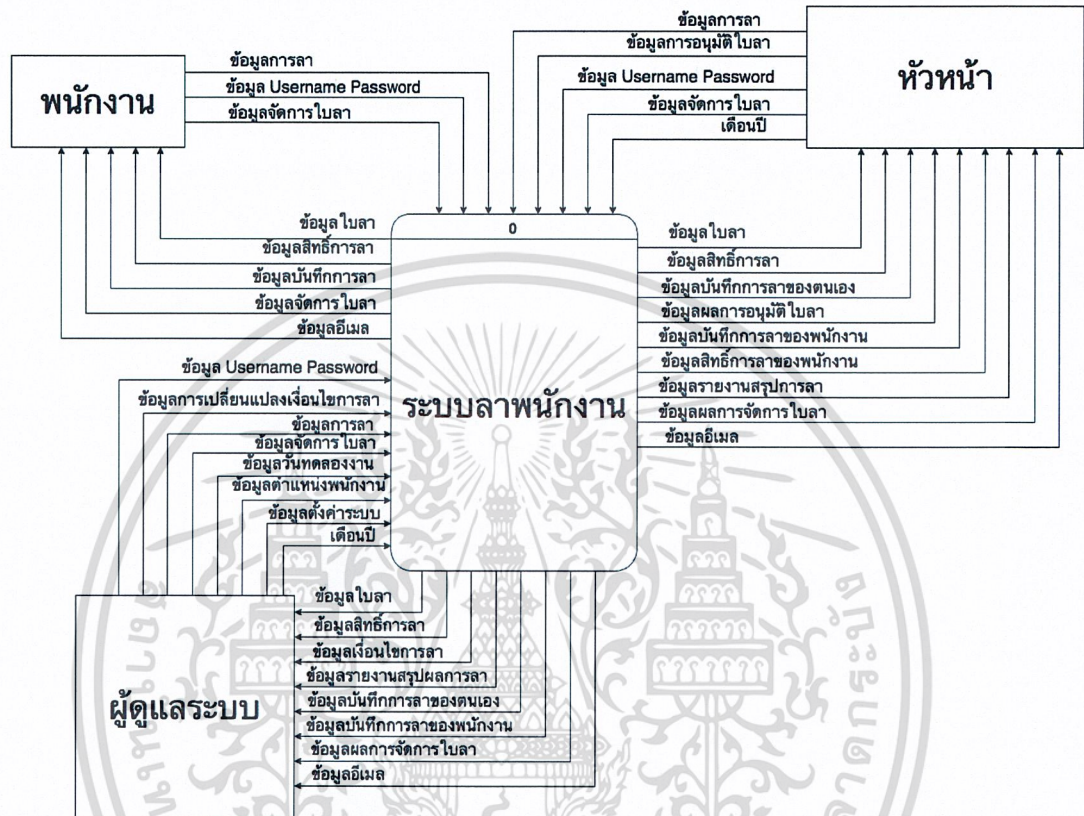 พนักงาน
ข้อมูลการลา
ข้อมูล Username Password
ข้อมูลจัดการใบลา
ข้อมูลการลา
ข้อมูลการอนุมัติใบลา
ข้อมูล Username Password
ข้อมูลจัดการใบลา
เดือนปี
หัวหน้า
ข้อมูลใบลา
ข้อมูลสิทธิ์การลา
ข้อมูลบันทึกการลา
ข้อมูลจัดการใบลา
ข้อมูลอีเมล
0
ระบบลาพนักงาน
ข้อมูลใบลา
ข้อมูลสิทธิ์การลา
ข้อมูลบันทึกการลาของตนเอง
ข้อมูลผลการอนุมัติใบลา
ข้อมูลบันทึกการลาของพนักงาน
ข้อมูลสิทธิ์การลาของพนักงาน
ข้อมูลรายงานสรุปการลา
ข้อมูลผลการจัดการใบลา
ข้อมูลอีเมล
ข้อมูล Username Password
ข้อมูลการเปลี่ยนแปลงเงื่อนไขการลา
ข้อมูลการลา
ข้อมูลจัดการใบลา
ข้อมูลวันทดลองงาน
ข้อมูลตำแหน่งพนักงาน
ข้อมูลตั้งค่าระบบ
เดือนปี
ผู้ดูแลระบบ
ข้อมูลใบลา
ข้อมูลสิทธิ์การลา
ข้อมูลเงื่อนไขการลา
ข้อมูลรายงานสรุปผลการลา
ข้อมูลบันทึกการลาของตนเอง
ข้อมูลบันทึกการลาของพนักงาน
ข้อมูลผลการจัดการใบลา
ข้อมูลอีเมล